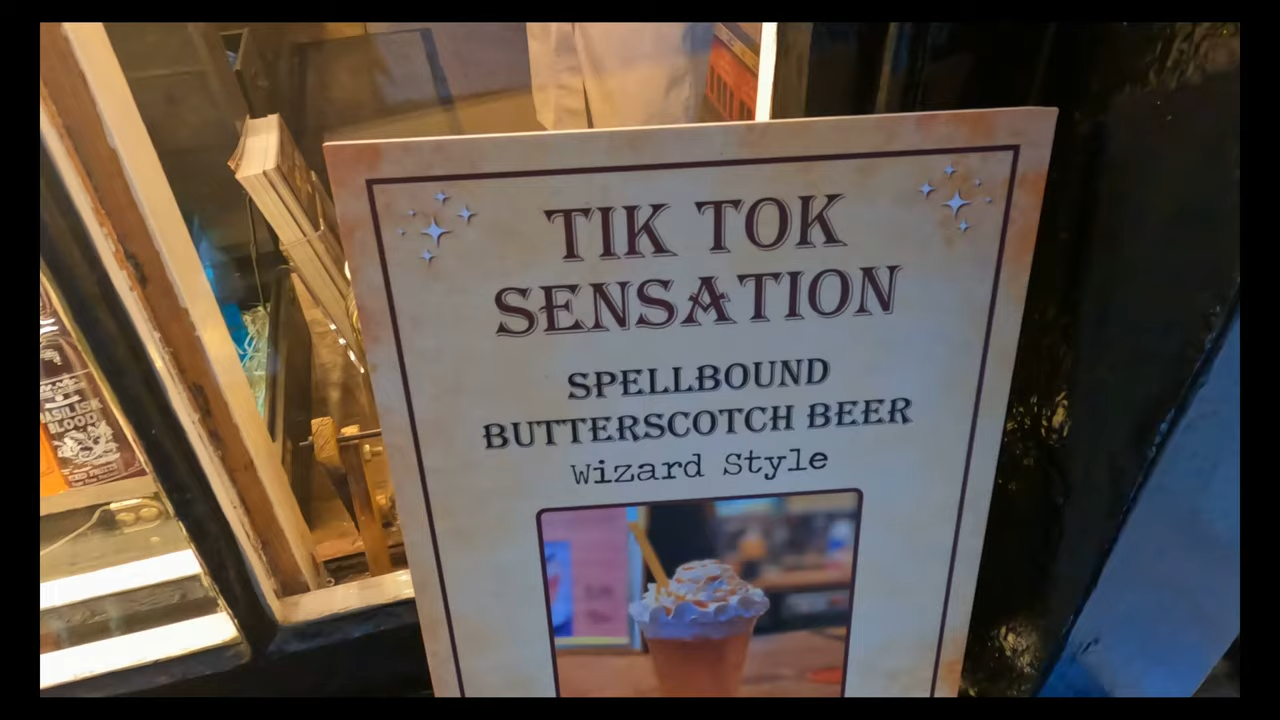 TIK TOK
SENSATION
SPELLBOUND
BUTTERSCOTCH BEER
Wizard Style
BASILISK
BLOOD